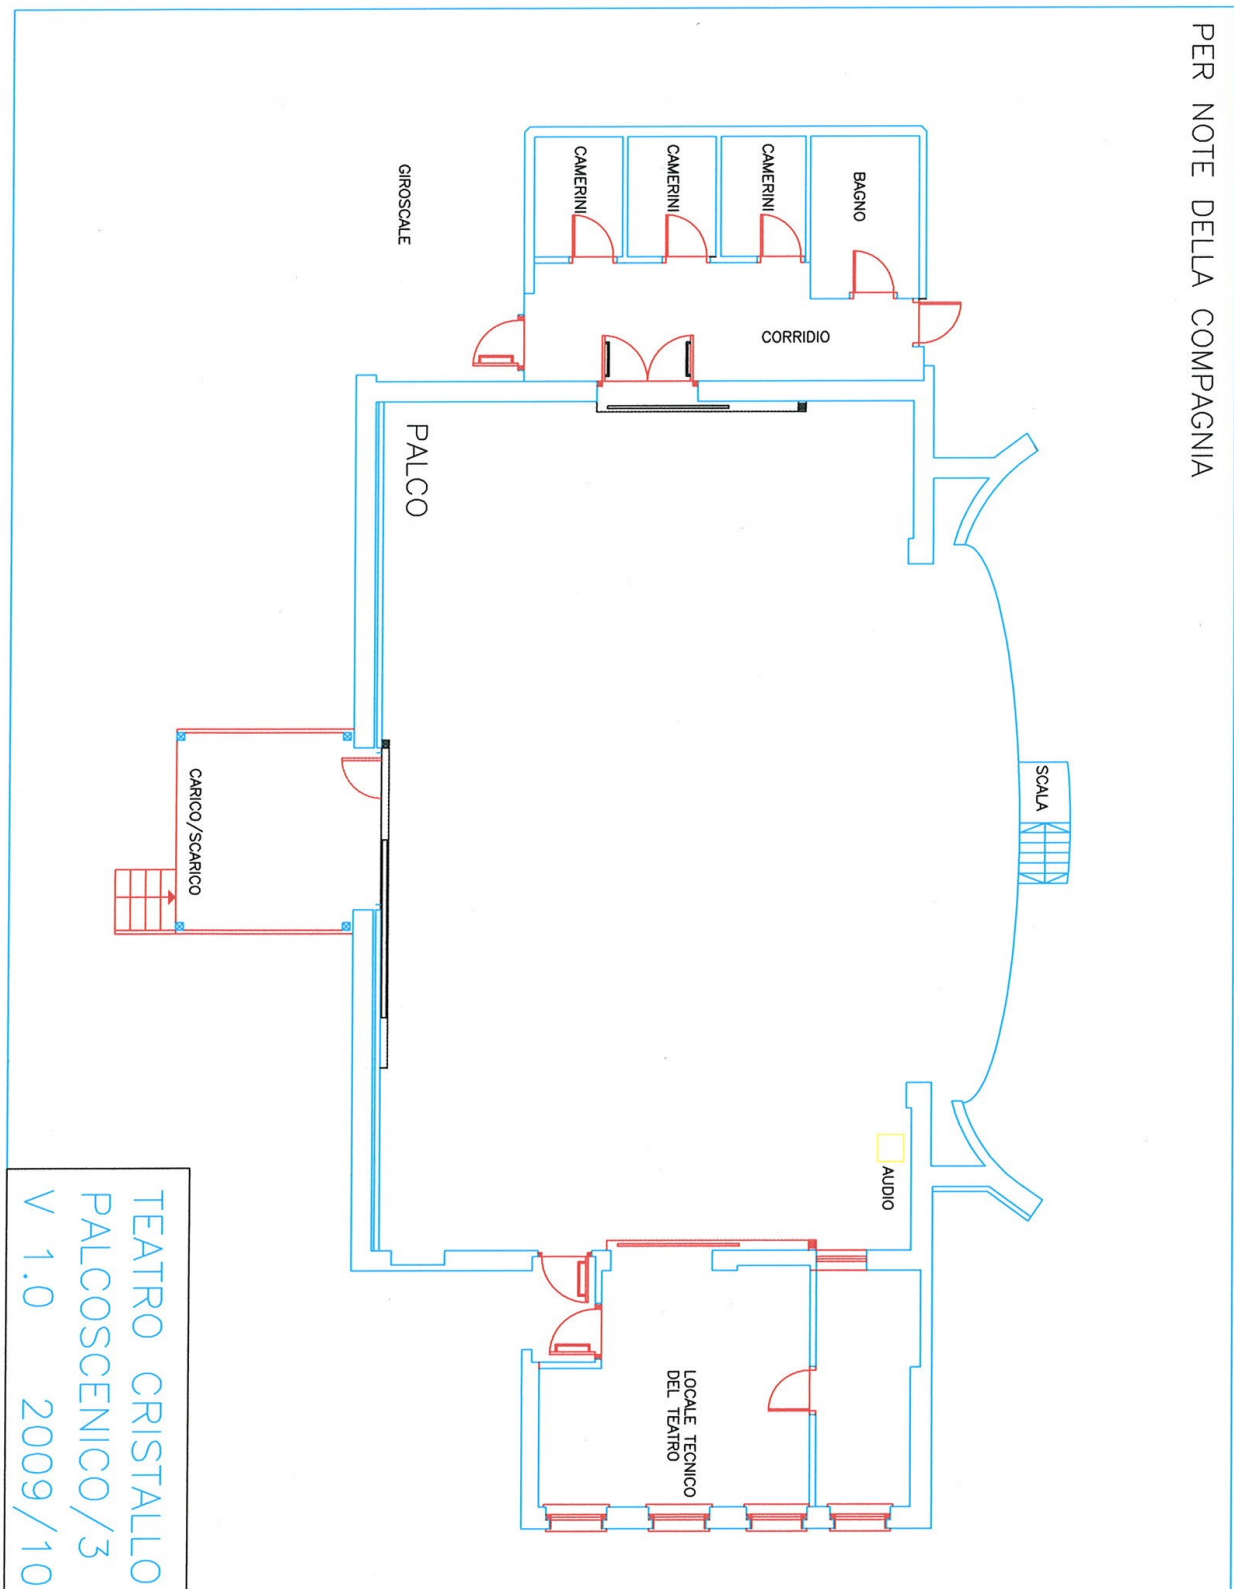 PER NOTE DELLA COMPAGNIA
BAGNO
CAMERINI
CAMERINI
CAMERINI
GIROSCALE
CORRIDIO
PALCO
SCALA
CARICO/SCARICO
AUDIO
LOCALE TECNICO
DEL TEATRO
TEATRO CRISTALLO
PALCOSCENICO/3
V 1.0 2009/10